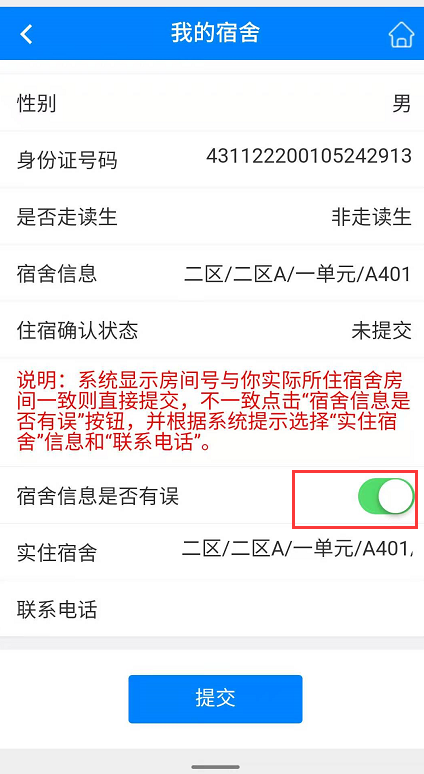 我的宿舍
性别 男
身份证号码 431122200105242913
是否走读生 非走读生
宿舍信息 二区/二区A/一单元/A401
住宿确认状态 未提交
说明：系统显示房间号与你实际所住宿舍房
间一致则直接提交，不一致点击“宿舍信息是
否有误”按钮，并根据系统提示选择“实住宿
舍”信息和“联系电话”。
宿舍信息是否有误
实住宿舍 二区/二区A/一单元/A401/
联系电话
提交